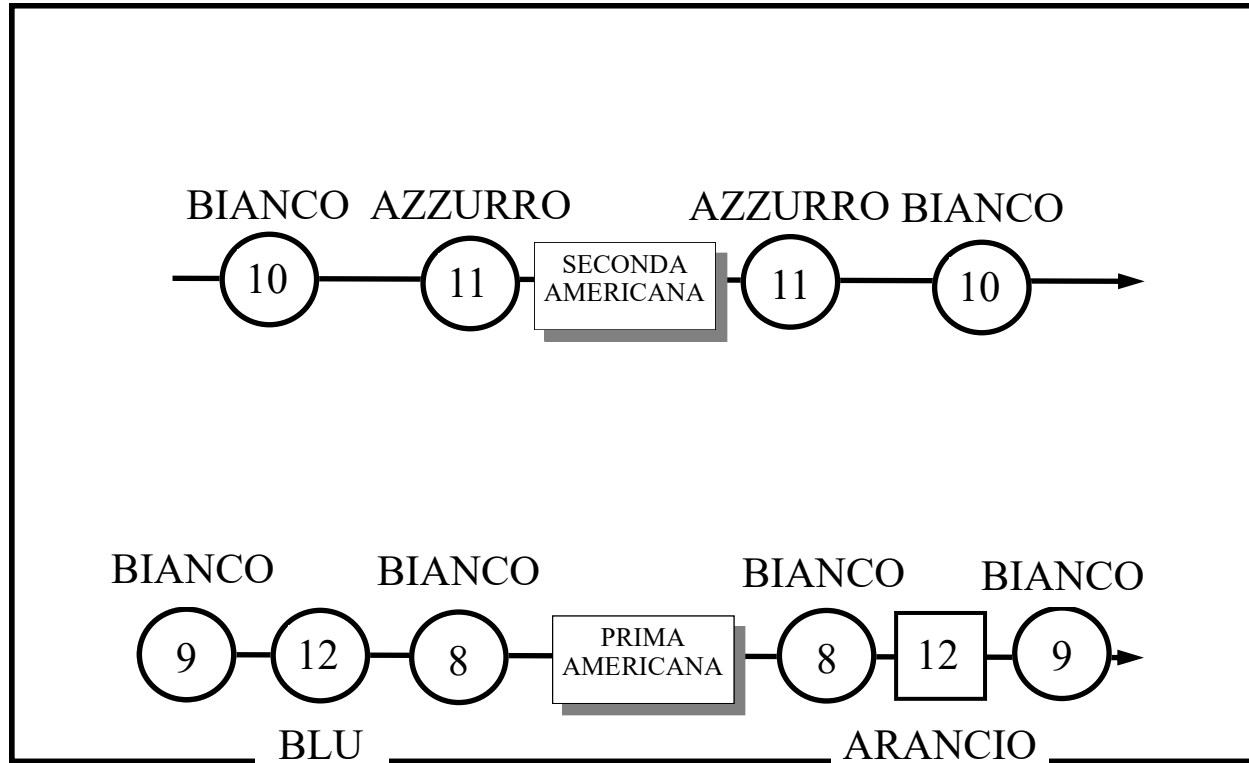 BIANCO AZZURRO AZZURRO BIANCO
10 11 SECONDA AMERICANA 11 10
BIANCO BIANCO BIANCO BIANCO
9 12 8 PRIMA AMERICANA 8 12 9
BLU ARANCIO